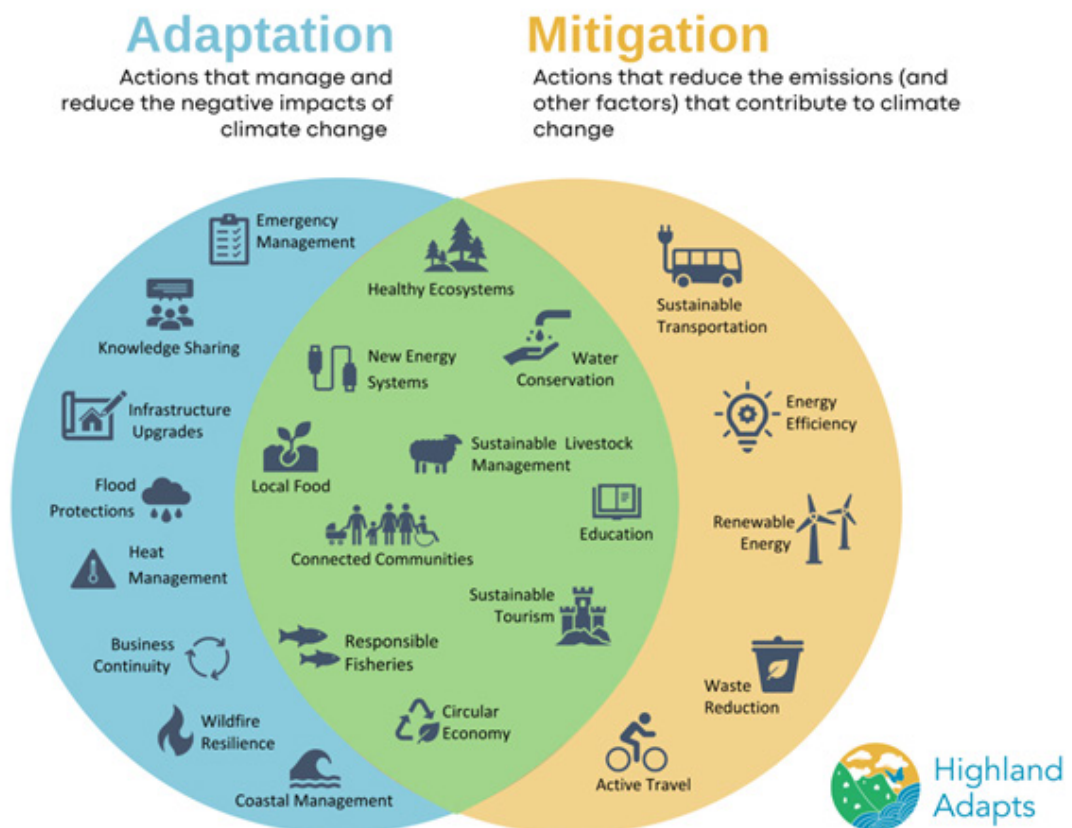 Adaptation
Actions that manage and
reduce the negative impacts of
climate change
Mitigation
Actions that reduce the emissions (and
other factors) that contribute to climate
change
Emergency
Management
Knowledge Sharing
Infrastructure
Upgrades
Flood
Protections
Heat
Management
Business
Continuity
Wildfire
Resilience
Coastal Management
Healthy Ecosystems
New Energy
Systems
Water
Conservation
Local Food
Sustainable Livestock
Management
Education
Connected Communities
Sustainable
Tourism
Responsible
Fisheries
Circular
Economy
Sustainable
Transportation
Energy
Efficiency
Renewable
Energy
Waste
Reduction
Active Travel
Highland
Adapts